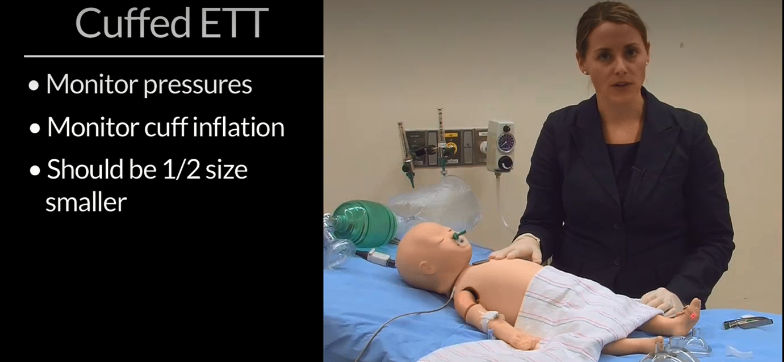 Cuffed ETT
• Monitor pressures
• Monitor cuff inflation
• Should be 1/2 size
smaller